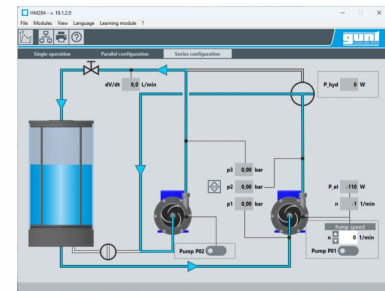 HM284 - v. 19.1.2.0
File Modules View Language Learning module ?
gunt
Single operation Parallel configuration Series configuration
dV/dt 0,0 L/min
P_hyd 0 W
p3 0,00 bar
p2 0,00 bar
p1 0,00 bar
P_el -110 W
n -1 1/min
Pump speed
n 0 1/min
Pump P02
Pump P01